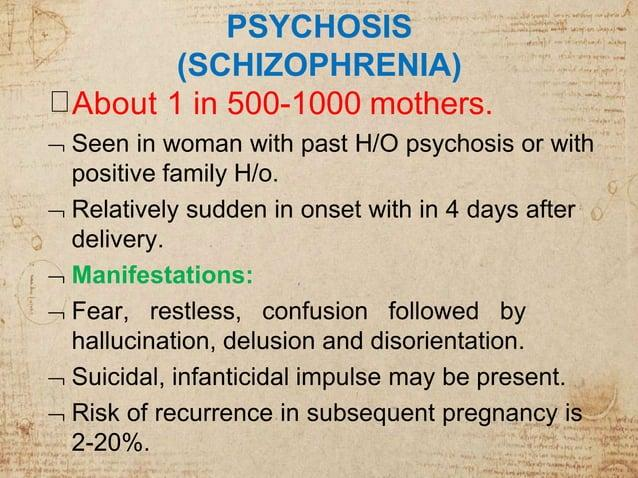 PSYCHOSIS
(SCHIZOPHRENIA)
About 1 in 500-1000 mothers.
¬ Seen in woman with past H/O psychosis or with
positive family H/o.
¬ Relatively sudden in onset with in 4 days after
delivery.
¬ Manifestations:
¬ Fear, restless, confusion followed by
hallucination, delusion and disorientation.
¬ Suicidal, infanticidal impulse may be present.
¬ Risk of recurrence in subsequent pregnancy is
2-20%.